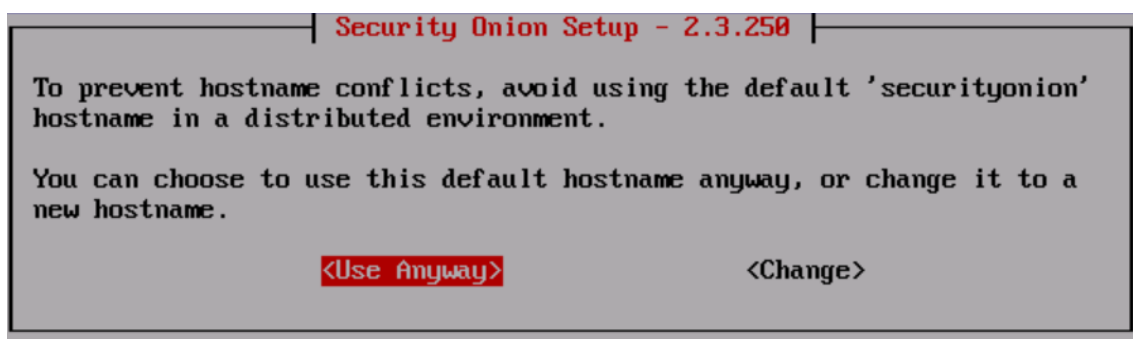 Security Onion Setup - 2.3.250
To prevent hostname conflicts, avoid using the default 'securityonion'
hostname in a distributed environment.
You can choose to use this default hostname anyway, or change it to a
new hostname.
<Use Anyway> <Change>